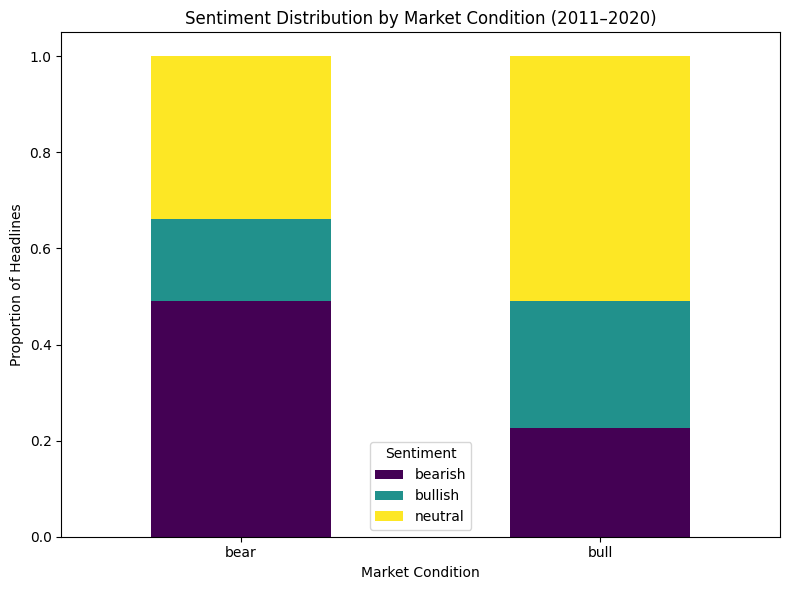 Sentiment Distribution by Market Condition (2011–2020)
Proportion of Headlines
1.0
0.8
0.6
0.4
0.2
0.0
Sentiment
bearish
bullish
neutral
bear
bull
Market Condition